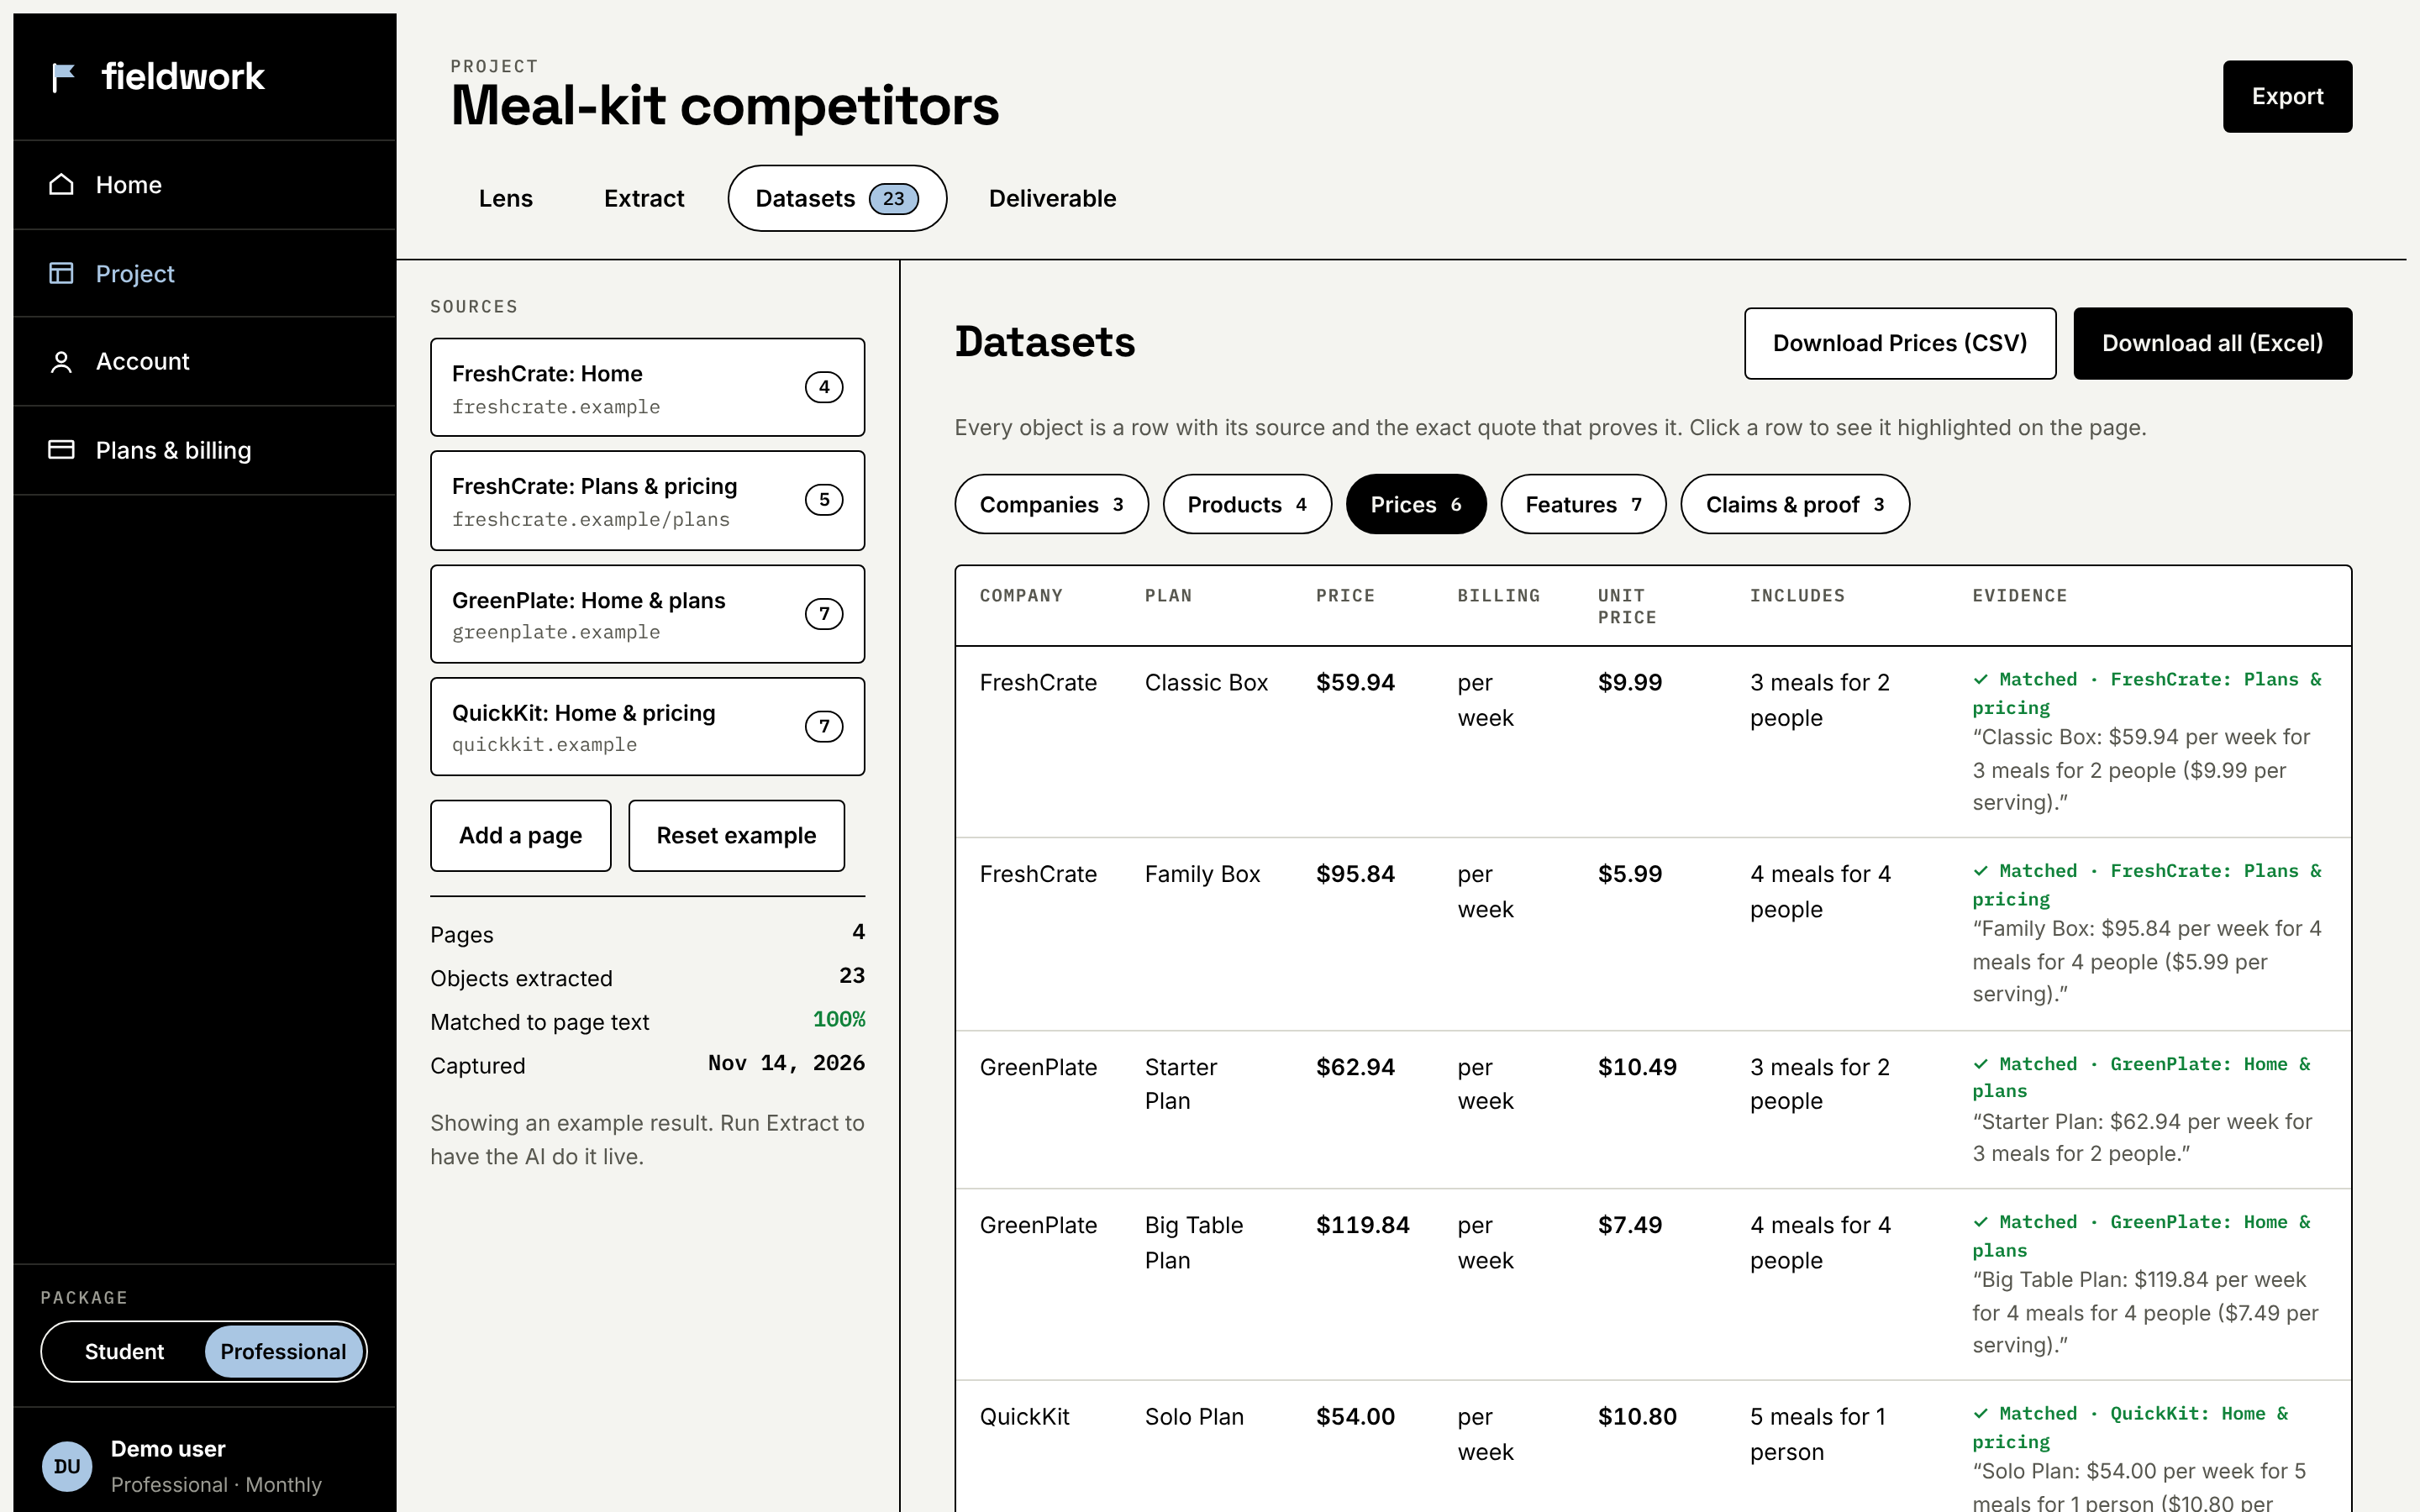 fieldwork
Home
Project
Account
Plans & billing
PACKAGE
Student
Professional
DU
Demo user
Professional · Monthly
PROJECT
Meal-kit competitors
Export
Lens
Extract
Datasets 23
Deliverable
SOURCES
FreshCrate: Home
freshcrate.example
4
FreshCrate: Plans & pricing
freshcrate.example/plans
5
GreenPlate: Home & plans
greenplate.example
7
QuickKit: Home & pricing
quickkit.example
7
Add a page
Reset example
Pages 4
Objects extracted 23
Matched to page text 100%
Captured Nov 14, 2026
Showing an example result. Run Extract to
have the AI do it live.
Datasets
Download Prices (CSV)
Download all (Excel)
Every object is a row with its source and the exact quote that proves it. Click a row to see it highlighted on the page.
Companies 3
Products 4
Prices 6
Features 7
Claims & proof 3
COMPANY
PLAN
PRICE
BILLING
UNIT
PRICE
INCLUDES
EVIDENCE
FreshCrate
Classic Box
$59.94
per
week
$9.99
3 meals for 2
people
✓ Matched · FreshCrate: Plans &
pricing
“Classic Box: $59.94 per week for
3 meals for 2 people ($9.99 per
serving).”
FreshCrate
Family Box
$95.84
per
week
$5.99
4 meals for 4
people
✓ Matched · FreshCrate: Plans &
pricing
“Family Box: $95.84 per week for 4
meals for 4 people ($5.99 per
serving).”
GreenPlate
Starter
Plan
$62.94
per
week
$10.49
3 meals for 2
people
✓ Matched · GreenPlate: Home &
plans
“Starter Plan: $62.94 per week for
3 meals for 2 people.”
GreenPlate
Big Table
Plan
$119.84
per
week
$7.49
4 meals for 4
people
✓ Matched · GreenPlate: Home &
plans
“Big Table Plan: $119.84 per week
for 4 meals for 4 people ($7.49 per
serving).”
QuickKit
Solo Plan
$54.00
per
week
$10.80
5 meals for 1
person
✓ Matched · QuickKit: Home &
pricing
“Solo Plan: $54.00 per week for 5
meals for 1 person ($10.80 per